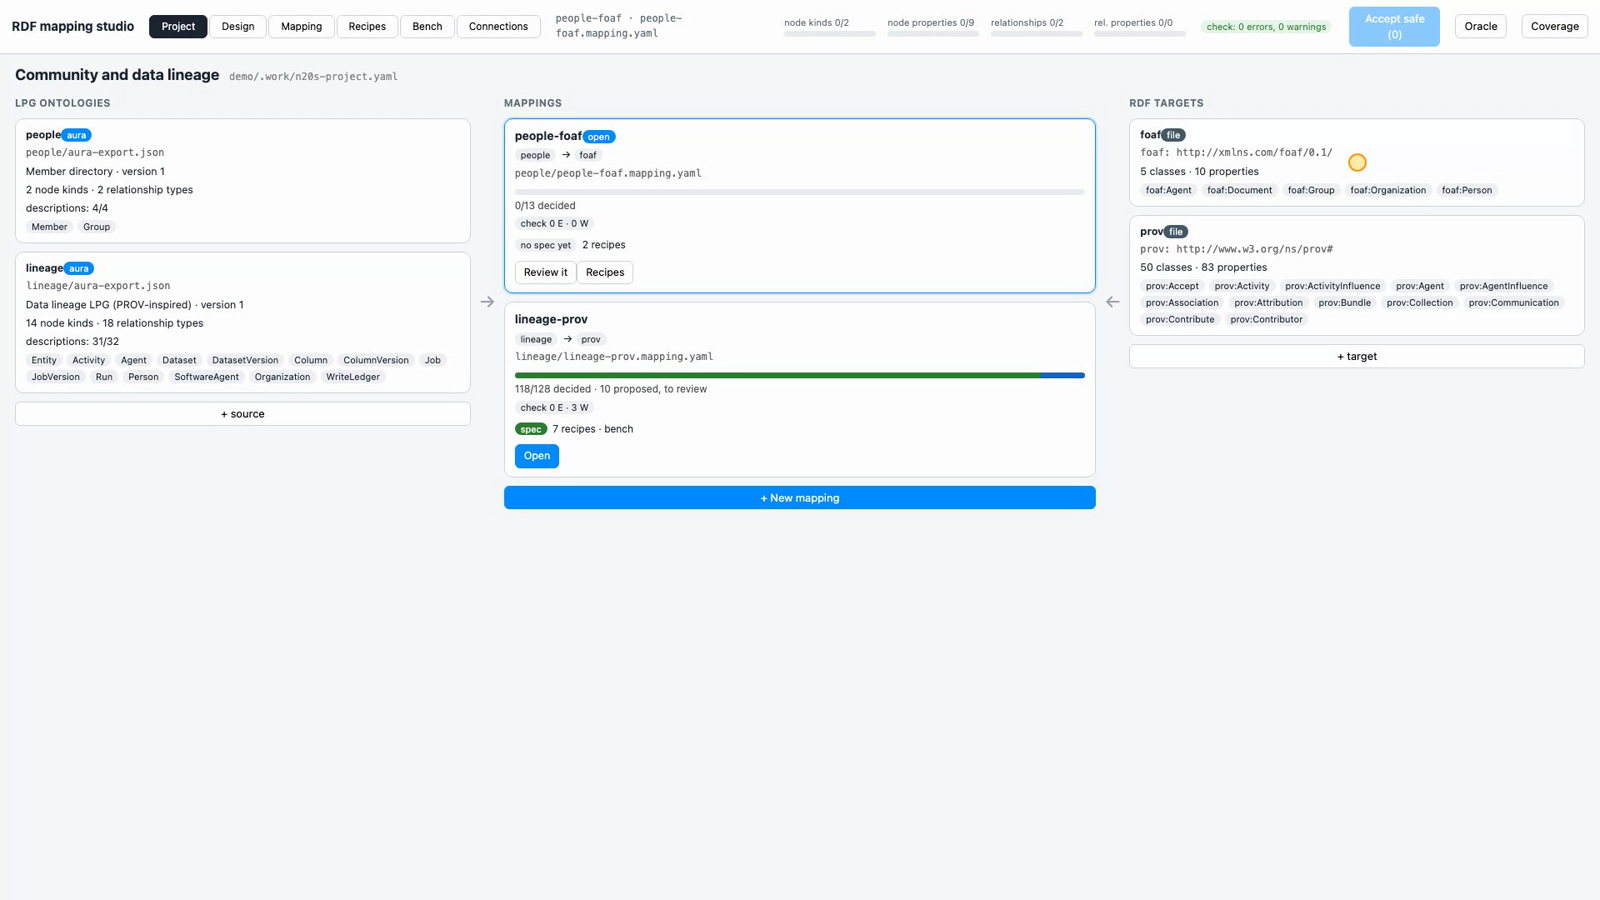 RDF mapping studio
Project Design Mapping Recipes Bench Connections
people-foaf · people-
foaf.mapping.yaml
node kinds 0/2 node properties 0/9 relationships 0/2 rel. properties 0/0
check: 0 errors, 0 warnings
Accept safe
(0)
Oracle
Coverage
Community and data lineage demo/.work/n20s-project.yaml
LPG ONTOLOGIES
people aura
people/aura-export.json
Member directory · version 1
2 node kinds · 2 relationship types
descriptions: 4/4
Member Group
lineage aura
lineage/aura-export.json
Data lineage LPG (PROV-inspired) · version 1
14 node kinds · 18 relationship types
descriptions: 31/32
Entity Activity Agent Dataset DatasetVersion Column ColumnVersion Job
JobVersion Run Person SoftwareAgent Organization WriteLedger
+ source
→
MAPPINGS
people-foaf open
people → foaf
people/people-foaf.mapping.yaml
0/13 decided
check 0 E · 0 W
no spec yet 2 recipes
Review it Recipes
lineage-prov
lineage → prov
lineage/lineage-prov.mapping.yaml
118/128 decided · 10 proposed, to review
check 0 E · 3 W
spec 7 recipes · bench
Open
+ New mapping
←
RDF TARGETS
foaf file
foaf: http://xmlns.com/foaf/0.1/
5 classes · 10 properties
foaf:Agent foaf:Document foaf:Group foaf:Organization foaf:Person
prov file
prov: http://www.w3.org/ns/prov#
50 classes · 83 properties
prov:Accept prov:Activity prov:ActivityInfluence prov:Agent prov:AgentInfluence
prov:Association prov:Attribution prov:Bundle prov:Collection prov:Communication
prov:Contribute prov:Contributor
+ target